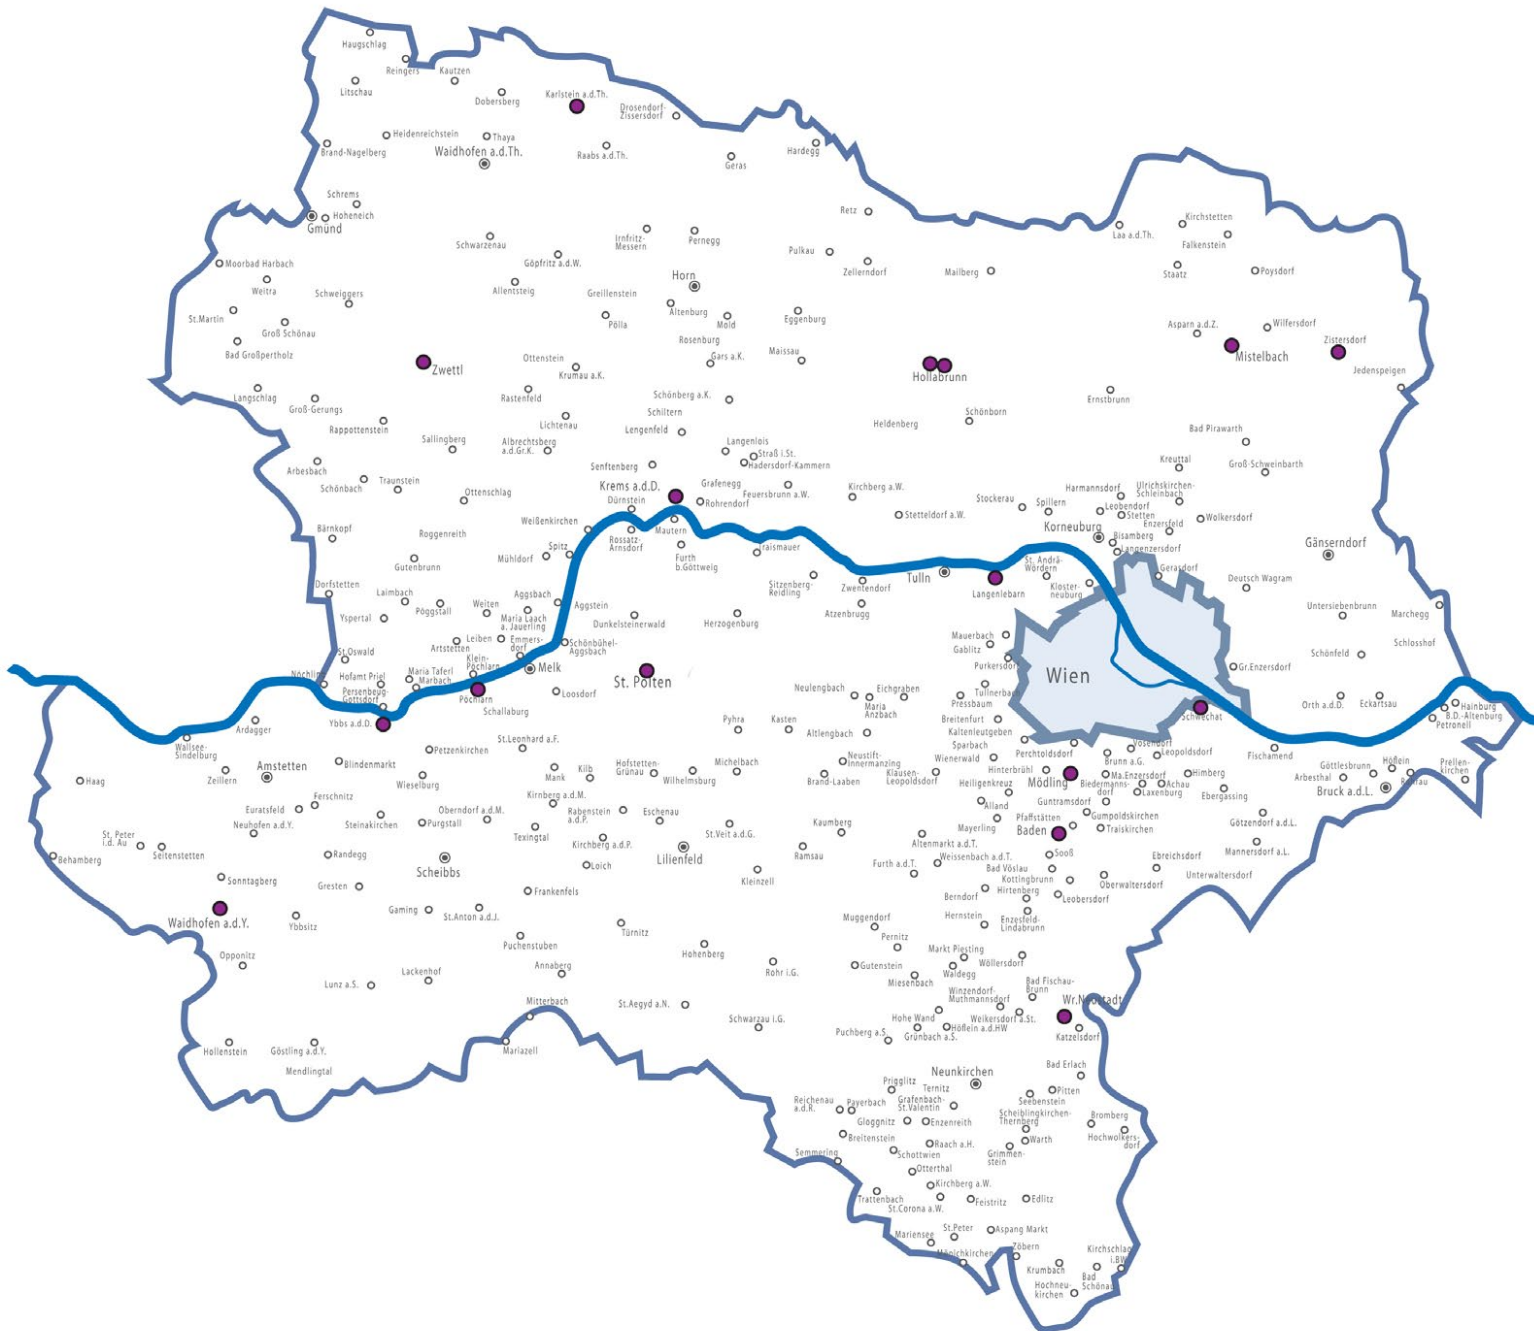 Haugschlag
Reingers
Kautzen
Litschau
Dobersberg
Karlstein a.d.Th.
Drosendorf-
Zissersdorf
Heidenreichstein
Thaya
Brand-Nagelberg
Waidhofen a.d.Th.
Raabs a.d.Th.
Geras
Hardegg
Schrems
Hoheneich
Gmünd
Retz
Kirchstetten
Laa a.d.Th.
Falkenstein
Schwarzenau
Irnfritz-
Messern
Pernegg
Pulkau
Göpfritz a.d.W.
Zellerndorf
Mailberg
Staatz
Poysdorf
Moorbad Harbach
Weitra
Schweiggers
Allentsteig
Greillenstein
Horn
St.Martin
Groß Schönau
Pölla
Altenburg
Mold
Eggenburg
Asparn a.d.Z.
Wilfersdorf
Zistersdorf
Bad Großpertholz
Rosenburg
Mistelbach
Zwettl
Ottenstein
Krumau a.K.
Gars a.K.
Maissau
Hollabrunn
Jedenspeigen
Langschlag
Groß-Gerungs
Rastenfeld
Schönberg a.K.
Ernstbrunn
Rappottenstein
Lichtenau
Schiltern
Lengenfeld
Heldenberg
Schönborn
Bad Pirawarth
Sallingberg
Albrechtsberg
a.d.Gr.K.
Langenlois
Straß i.St.
Hadersdorf-Kammern
Kreuttal
Groß-Schweinbarth
Arbesbach
Schönbach
Traunstein
Senftenberg
Krems a.d.D.
Grafenegg
Feuersbrunn a.W.
Kirchberg a.W.
Harmannsdorf
Ulrichskirchen-
Schleinbach
Ottenschlag
Dürnstein
Rohrendorf
Stockerau
Spillern
Leobendorf
Stetten
Stetteldorf a.W.
Wolkersdorf
Bärnkopf
Roggenreith
Weißenkirchen
Rossatz-
Arnsdorf
Mautern
Korneuburg
Enzersfeld
Bisamberg
Langenzersdorf
Gänserndorf
Gutenbrunn
Mühldorf
Spitz
Furth
b.Göttweig
Traismauer
Tulln
St. Andrä-
Wördern
Gerasdorf
Dorfstetten
Laimbach
Pöggstall
Weiten
Aggsbach
Aggstein
Sitzenberg-
Reidling
Zwentendorf
Langenlebarn
Kloster-
neuburg
Deutsch Wagram
Yspertal
Maria Laach
a. Jauerling
Dunkelsteinerwald
Herzogenburg
Atzenbrugg
Untersiebenbrunn
Marchegg
Artstetten
Leiben
Emmers-
dorf
Schönbühel-
Aggsbach
Mauerbach
Gablitz
Schlosshof
St.Oswald
Klein-
Pöchlarn
Melk
Purkersdorf
Wien
Schönfeld
Gr.Enzersdorf
Nöchling
Hofamt Priel
Maria Taferl
Marbach
Persenbeug-
Gottsdorf
Pöchlarn
Loosdorf
St. Pölten
Neulengbach
Eichgraben
Tullnerbach
Pressbaum
Maria
Anzbach
Orth a.d.D.
Eckartsau
Hainburg
B.D.-Altenburg
Petronell
Ybbs a.d.D.
Schallaburg
Ardagger
Pyhra
Kasten
Altlengbach
Breitenfurt
Kaltenleutgeben
Schwechat
Wallsee-
Sindelburg
Petzenkirchen
St.Leonhard a.F.
Sparbach
Wienerwald
Perchtoldsdorf
Vösendorf
Leopoldsdorf
Fischamend
Zeillern
Amstetten
Blindenmarkt
Wieselburg
Mank
Kilb
Hofstetten-
Grünau
Wilhelmsburg
Michelbach
Neustift-
Innermanzing
Brand-Laaben
Klausen-
Leopoldsdorf
Hinterbrühl
Brunn a.G.
Mödling
Ma.Enzersdorf
Biedermanns-
dorf
Achau
Laxenburg
Himberg
Ebergassing
Göttlesbrunn
Arbesthal
Höflein
Rohrau
Prellen-
kirchen
Bruck a.d.L.
Haag
Euratsfeld
Ferschnitz
Neuhofen a.d.Y.
Steinakirchen
Purgstall
Oberndorf a.d.M.
Kirnberg a.d.M.
Texingtal
Rabenstein
a.d.P.
Eschenau
Heiligenkreuz
Alland
Mayerling
Guntramsdorf
Gumpoldskirchen
Pfaffstätten
Baden
Traiskirchen
Götzendorf a.d.L.
St. Peter
i.d. Au
Seitenstetten
Behamberg
Randegg
Scheibbs
Kirchberg a.d.P.
Loich
Lilienfeld
St.Veit a.d.G.
Kaumberg
Ramsau
Altenmarkt a.d.T.
Weissenbach a.d.T.
Furth a.d.T.
Sooß
Bad Vöslau
Kottingbrunn
Ebreichsdorf
Oberwaltersdorf
Mannersdorf a.L.
Unterwaltersdorf
Sonntagberg
Gresten
Frankenfels
Kleinzell
Berndorf
Hirtenberg
Leobersdorf
Waidhofen a.d.Y.
Ybbsitz
Gaming
St.Anton a.d.J.
Puchenstuben
Türnitz
Hohenberg
Muggendorf
Pernitz
Hernstein
Enzesfeld-
Lindabrunn
Opponitz
Lunz a.S.
Lackenhof
Annaberg
Rohr i.G.
Gutenstein
Markt Piesting
Waldegg
Wöllersdorf
Miesenbach
Winzendorf-
Muthmannsdorf
Bad Fischau-
Brunn
Wr.Neustadt
Mitterbach
St.Aegyd a.N.
Schwarzau i.G.
Hohe Wand
Weikersdorf a.St.
Puchberg a.S.
Grünbach a.S.
Höflein a.d.HW
Katzelsdorf
Hollenstein
Göstling a.d.Y.
Mendlingtal
Mariazell
Neunkirchen
Bad Erlach
Prigglitz
Ternitz
Pitten
Seebenstein
Reichenau
a.d.R.
Payerbach
Grafenbach-
St.Valentin
Gloggnitz
Enzenreith
Scheiblingkirchen-
Thernberg
Bromberg
Hochwolkers-
dorf
Breitenstein
Raach a.H.
Warth
Grimmen-
stein
Semmering
Schottwien
Otterthal
Trattenbach
Kirchberg a.W.
St.Corona a.W.
Feistritz
Edlitz
Mariensee
St.Peter
Aspang Markt
Mönichkirchen
Zöbern
Krumbach
Kirchschlag
i.BW
Bad
Schönau
Hochneu-
kirchen